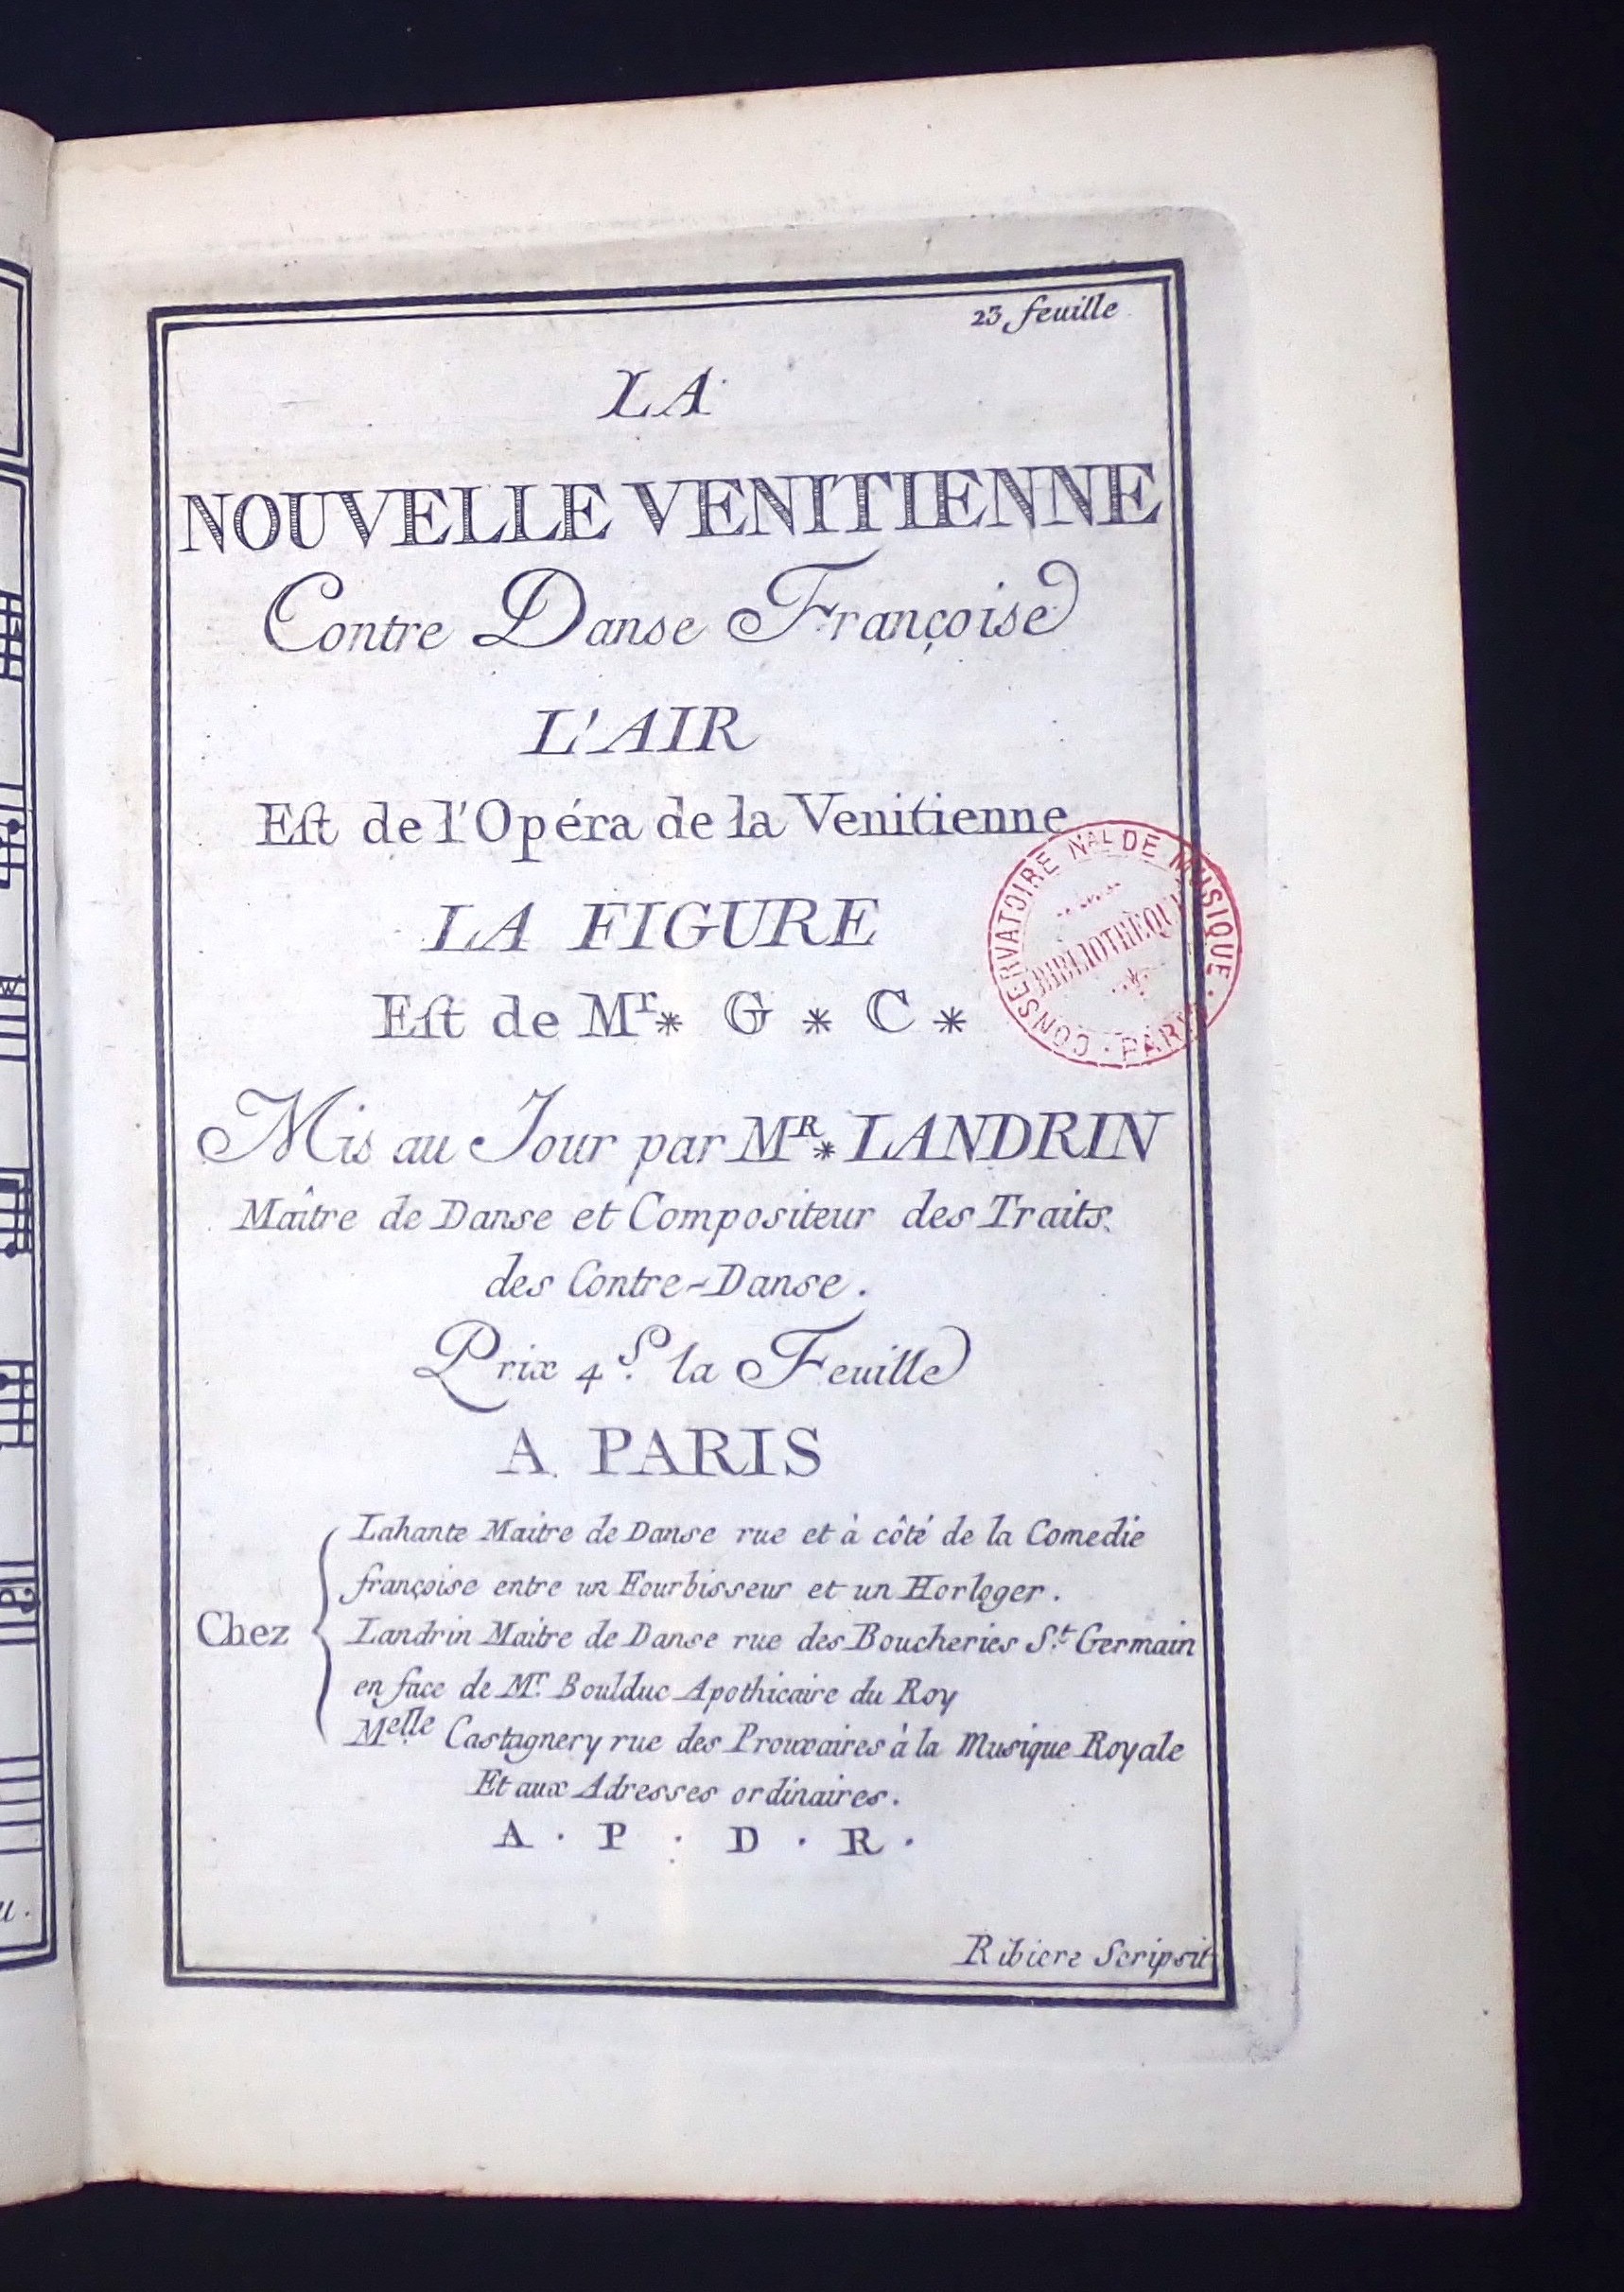 23 feuille
LA
NOUVELLE VENITIENNE
Contre Danse Françoise
L'AIR
Est de l'Opéra de la Venitienne
LA FIGURE
Est de Mr* G * C *
Mis au Jour par MR* LANDRIN
Maître de Danse et Compositeur des Traits
des Contre-Danse.
Prix 4 S. la Feuille
A PARIS
Chez
Lahante Maitre de Danse rue et à côté de la Comedie
françoise entre un Fourbisseur et un Horloger.
Landrin Maitre de Danse rue des Boucheries St. Germain
en face de Mr. Boulduc Apothicaire du Roy
Melle Castagnery rue des Prouvaires à la Musique Royale
Et aux Adresses ordinaires.
A . P . D . R .
Ribiere Scripsit
CONSERVATOIRE NAL DE MUSIQUE . PARIS .
BIBLIOTHÈQUE
u.